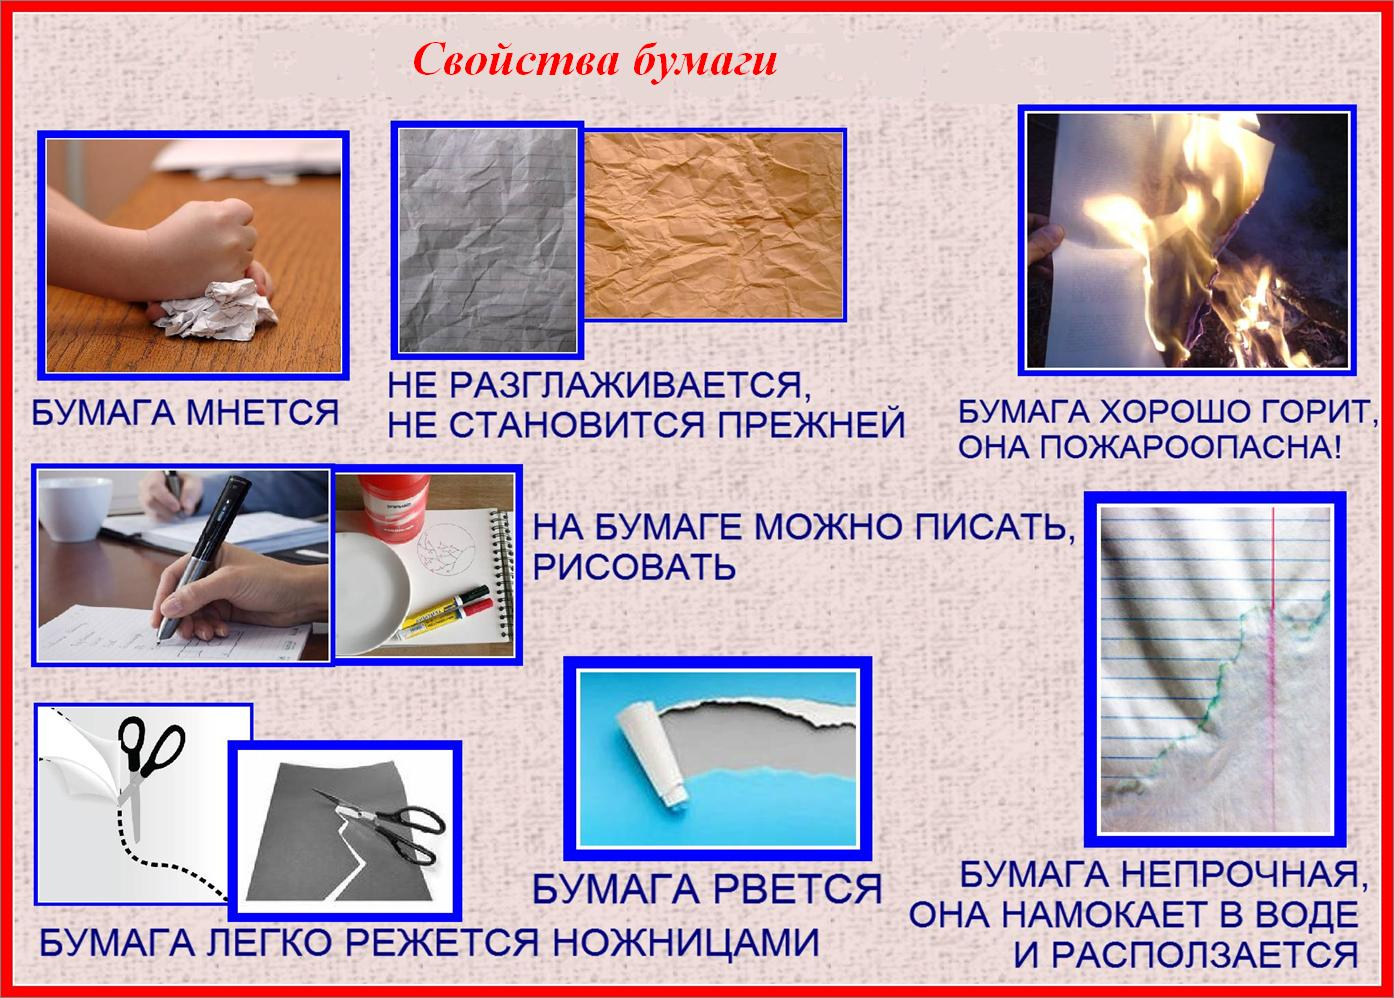 Свойства бумаги
БУМАГА МНЕТСЯ
НЕ РАЗГЛАЖИВАЕТСЯ,
НЕ СТАНОВИТСЯ ПРЕЖНЕЙ
БУМАГА ХОРОШО ГОРИТ,
ОНА ПОЖАРООПАСНА!
НА БУМАГЕ МОЖНО ПИСАТЬ,
РИСОВАТЬ
БУМАГА ЛЕГКО РЕЖЕТСЯ НОЖНИЦАМИ
БУМАГА РВЕТСЯ
БУМАГА НЕПРОЧНАЯ,
ОНА НАМОКАЕТ В ВОДЕ
И РАСПОЛЗАЕТСЯ